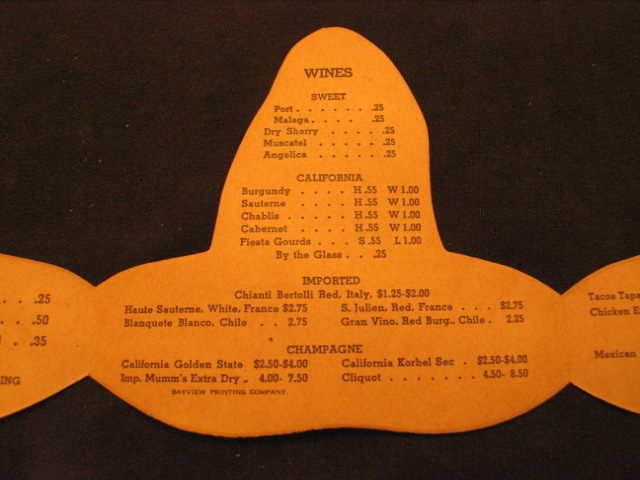 WINES
SWEET
Port . . . . . . .25
Malaga . . . . .25
Dry Sherry . . . . . .25
Muscatel . . . . . .25
Angelica . . . . . .25
CALIFORNIA
Burgundy . . . . H .55 W 1.00
Sauterne . . . . H .55 W 1.00
Chablis . . . . . H .55 W 1.00
Cabernet . . . . H .55 W 1.00
Fiesta Gourds . . . S .55 L 1.00
By the Glass . . .25
IMPORTED
Chianti Bertolli Red, Italy, $1.25-$2.00
Haute Sauterne, White, France $2.75
Blanquete Blanco, Chile . . 2.75
S. Julien, Red, France . . . $2.75
Gran Vino, Red Burg., Chile . 2.25
CHAMPAGNE
California Golden State $2.50-$4.00
Imp. Mumm's Extra Dry . 4.00- 7.50
California Korbel Sec . $2.50-$4.00
Cliquot . . . . . . . . 4.50- 8.50
BAYVIEW PRINTING COMPANY.
. . . .25
. . . .50
. .35
ING
Tacos Tapa
Chicken E
Mexican